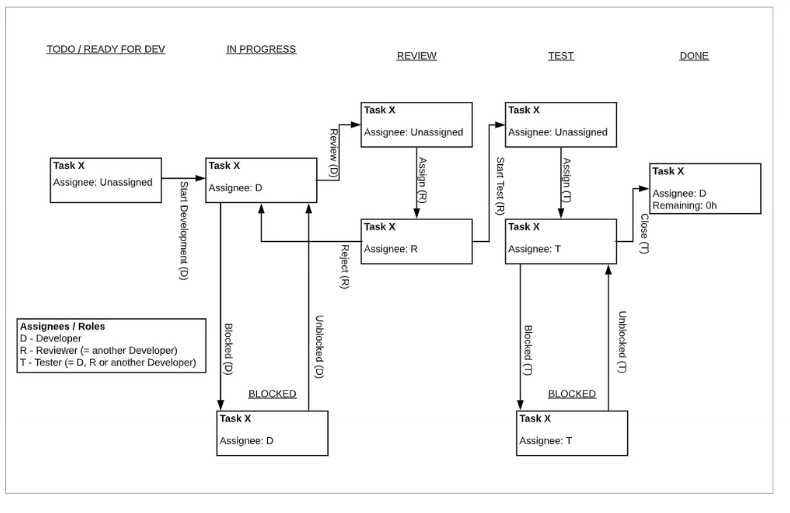 TODO / READY FOR DEV
IN PROGRESS
REVIEW
TEST
DONE
Task X
Assignee: Unassigned
Start Development (D)
Task X
Assignee: D
Review (D)
Task X
Assignee: Unassigned
Assign (R)
Task X
Assignee: R
Reject (R)
Start Test (R)
Task X
Assignee: Unassigned
Assign (T)
Task X
Assignee: T
Close (T)
Task X
Assignee: D
Remaining: 0h
Assignees / Roles
D - Developer
R - Reviewer (= another Developer)
T - Tester (= D, R or another Developer)
Blocked (D)
Unblocked (D)
BLOCKED
Task X
Assignee: D
Blocked (T)
Unblocked (T)
BLOCKED
Task X
Assignee: T